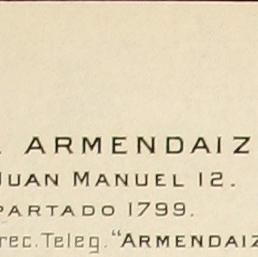 . ARMENDAIZ
JUAN MANUEL 12.
PARTADO 1799.
rec. Teleg. "ARMENDAIZ